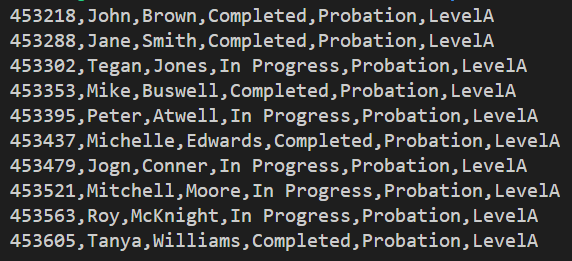 453218,John,Brown,Completed,Probation,LevelA
453288,Jane,Smith,Completed,Probation,LevelA
453302,Tegan,Jones,In Progress,Probation,LevelA
453353,Mike,Buswell,Completed,Probation,LevelA
453395,Peter,Atwell,In Progress,Probation,LevelA
453437,Michelle,Edwards,Completed,Probation,LevelA
453479,Jogn,Conner,In Progress,Probation,LevelA
453521,Mitchell,Moore,In Progress,Probation,LevelA
453563,Roy,McKnight,In Progress,Probation,LevelA
453605,Tanya,Williams,Completed,Probation,LevelA